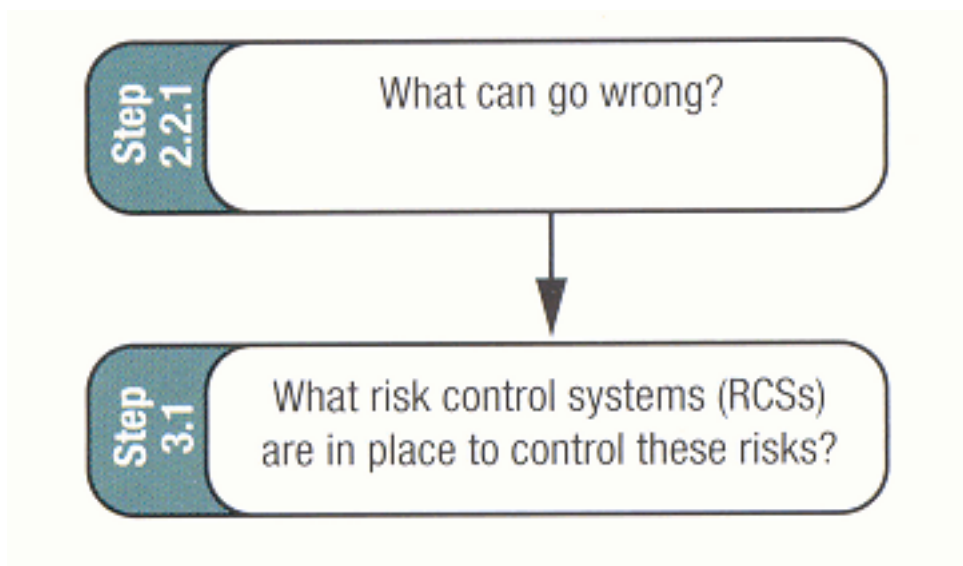 Step
2.2.1
What can go wrong?
Step
3.1
What risk control systems (RCSs)
are in place to control these risks?